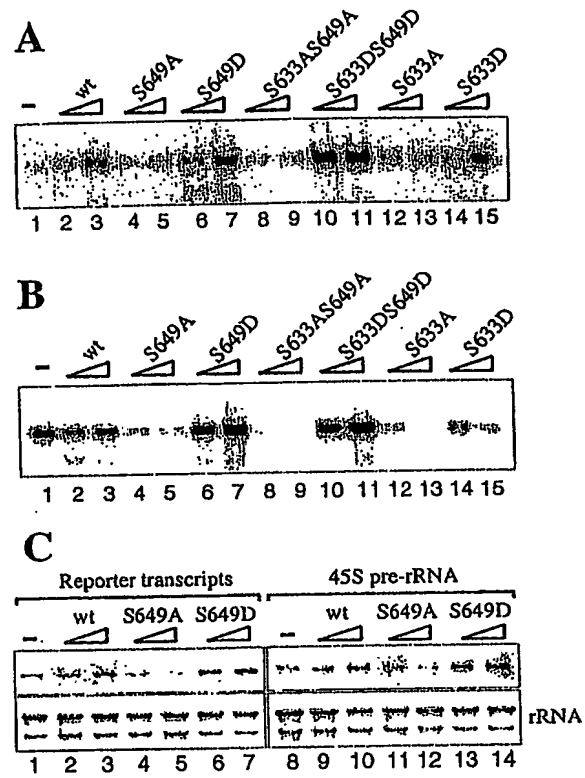 A
– wt S649A S649D S633AS649A S633DS649D S633A S633D
1 2 3 4 5 6 7 8 9 10 11 12 13 14 15
B
– wt S649A S649D S633AS649A S633DS649D S633A S633D
1 2 3 4 5 6 7 8 9 10 11 12 13 14 15
C
Reporter transcripts 45S pre-rRNA
– wt S649A S649D – wt S649A S649D
rRNA
1 2 3 4 5 6 7 8 9 10 11 12 13 14